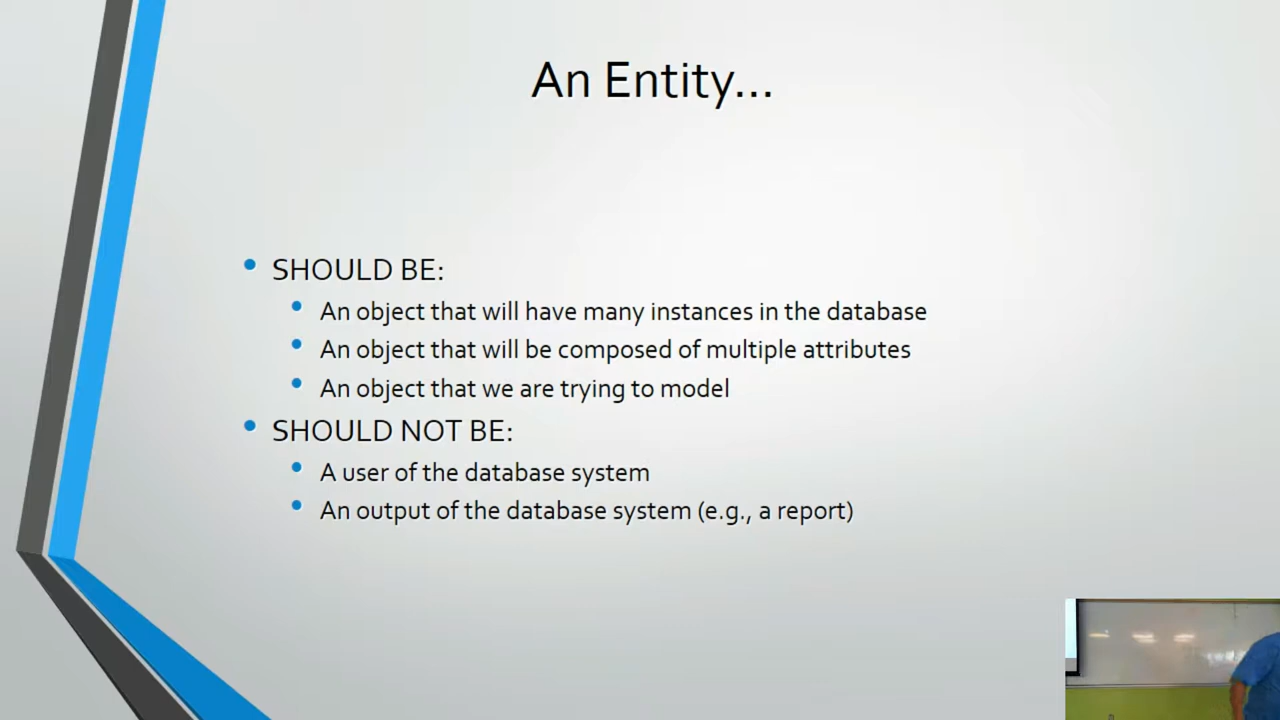 An Entity...
SHOULD BE:
An object that will have many instances in the database
An object that will be composed of multiple attributes
An object that we are trying to model
SHOULD NOT BE:
A user of the database system
An output of the database system (e.g., a report)